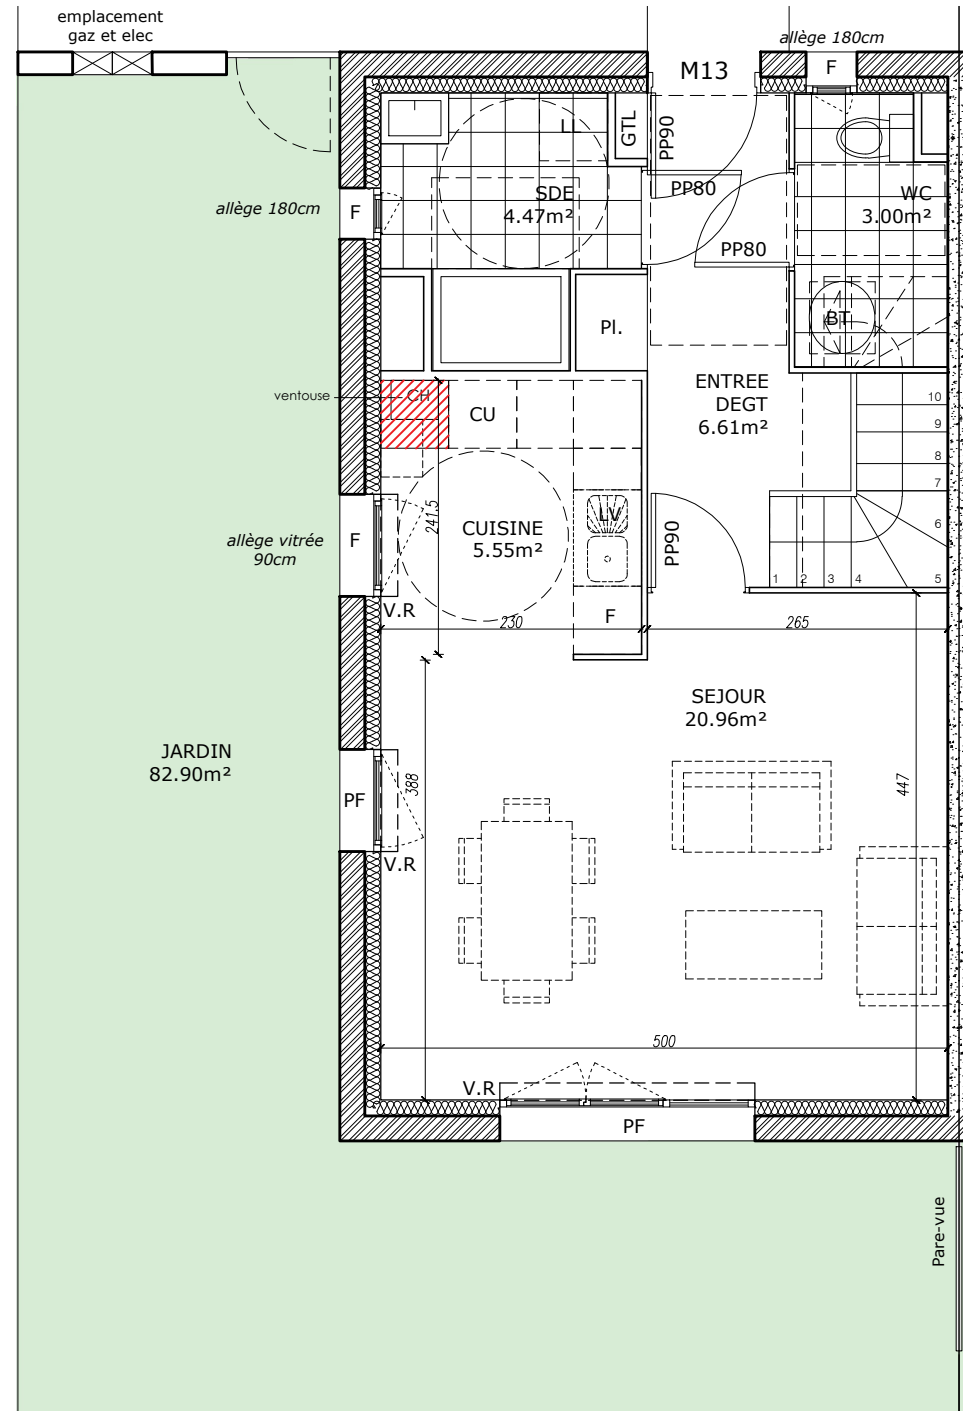 emplacement
gaz et elec
allège 180cm
F
M13
LL
GTL
PP90
PP80
SDE
4.47m²
WC
3.00m²
allège 180cm
F
PP80
BT
Pl.
ENTREE
DEGT
6.61m²
ventouse
CH
CU
10
9
8
7
6
5
4
3
2
1
241.5
CUISINE
5.55m²
LV
PP90
allège vitrée
90cm
F
V.R
F
230
265
SEJOUR
20.96m²
JARDIN
82.90m²
388
447
PF
V.R
500
V.R
PF
Pare-vue